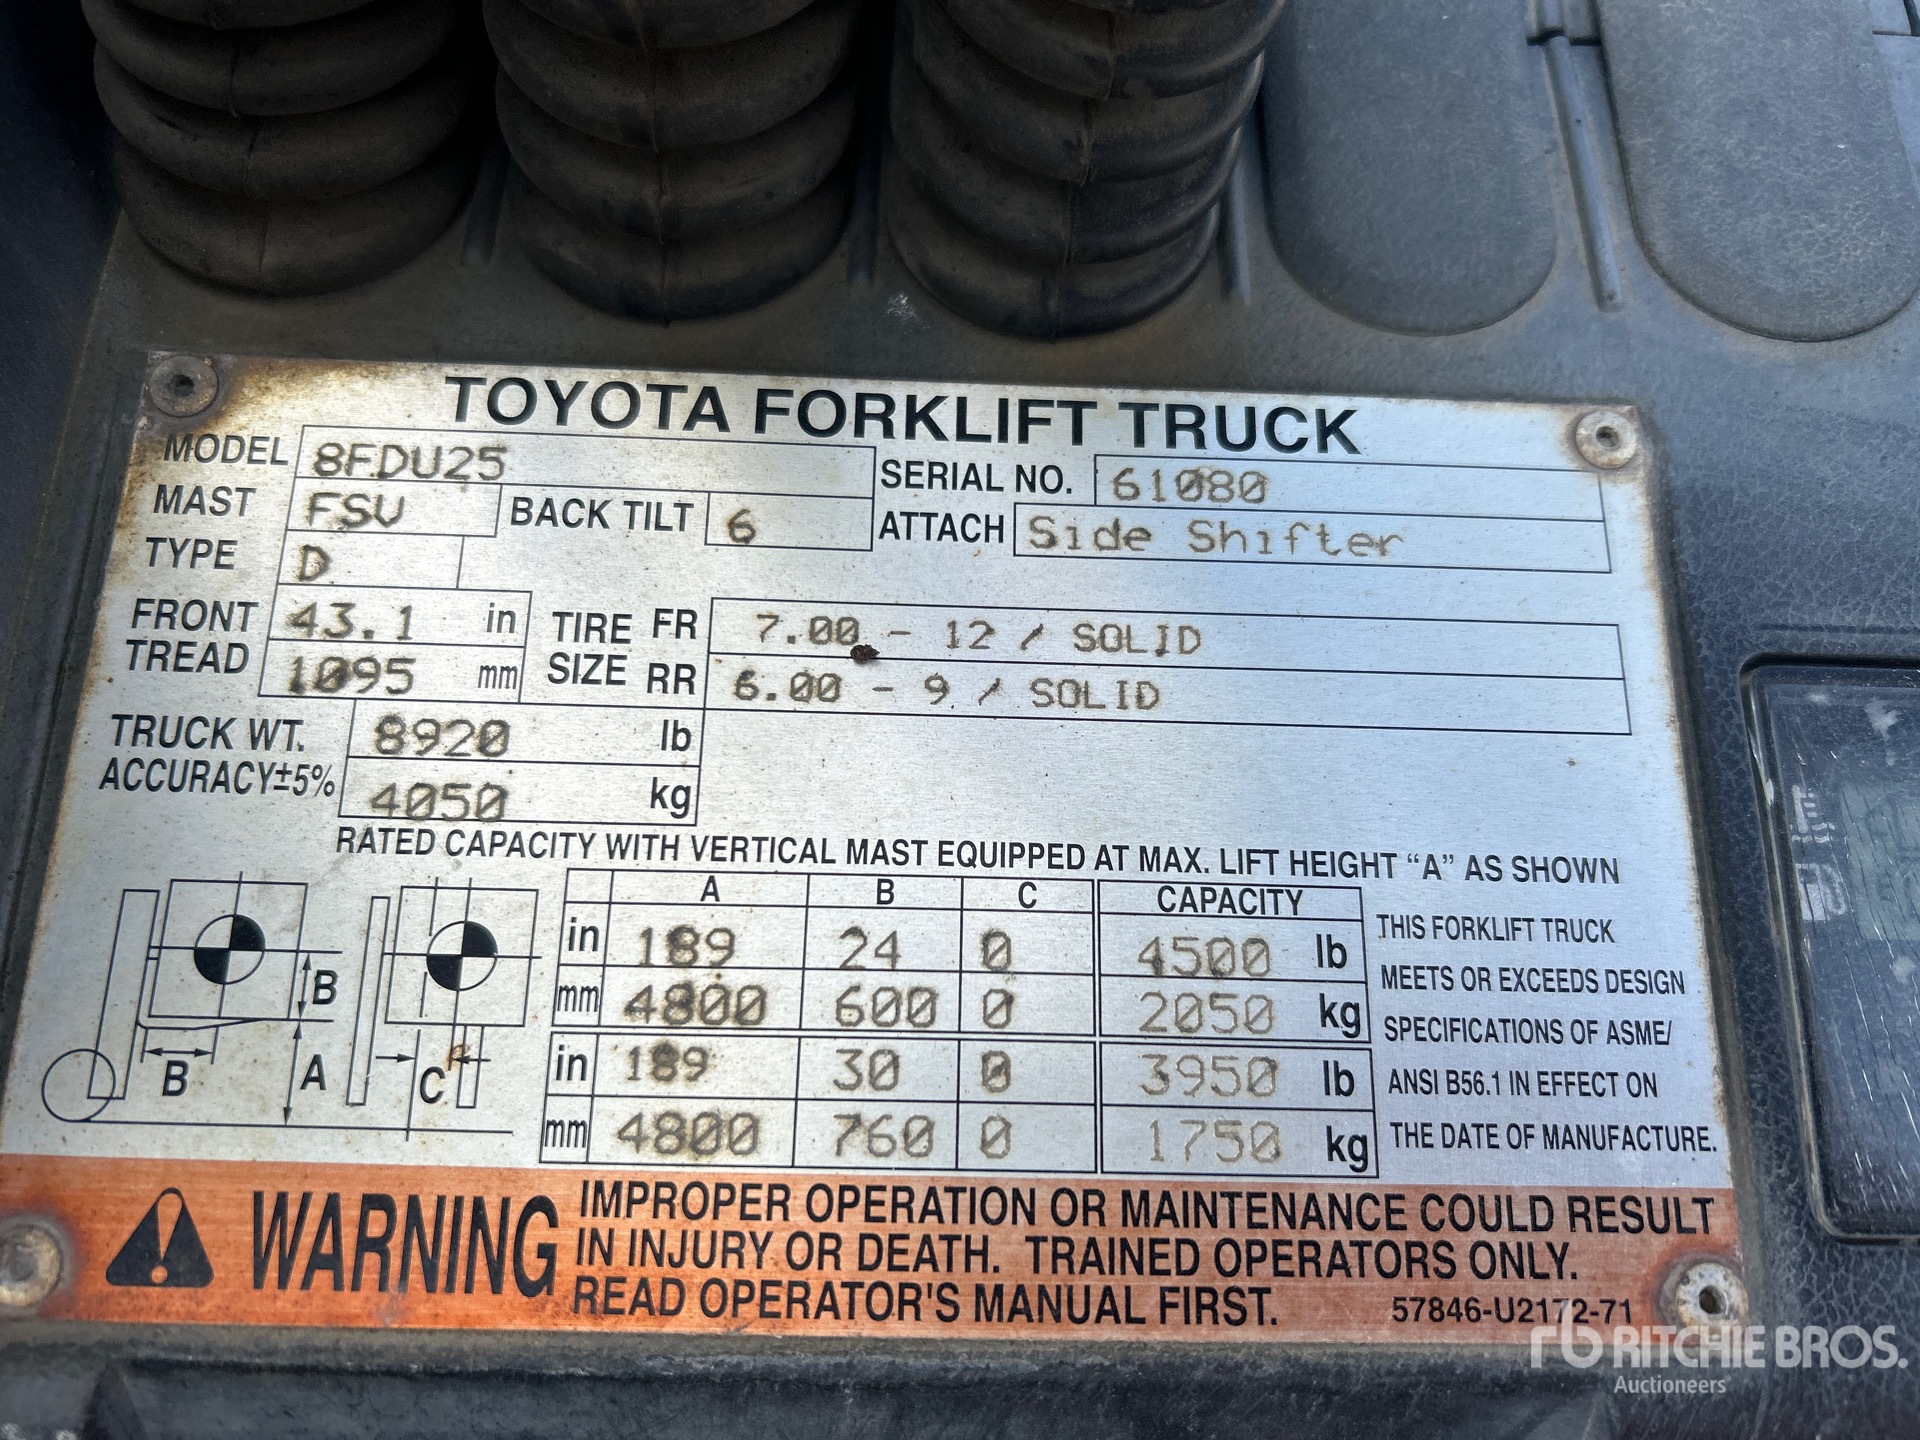 TOYOTA FORKLIFT TRUCK
MODEL 8FDU25 SERIAL NO. 61080
MAST FSV BACK TILT 6 ATTACH Side Shifter
TYPE D
FRONT TREAD 43.1 in 1095 mm
TIRE SIZE FR 7.00 - 12 / SOLID
RR 6.00 - 9 / SOLID
TRUCK WT. 8920 lb
ACCURACY±5% 4050 kg
RATED CAPACITY WITH VERTICAL MAST EQUIPPED AT MAX. LIFT HEIGHT “A” AS SHOWN
A B C CAPACITY
in 189 24 0 4500 lb
mm 4800 600 0 2050 kg
in 189 30 0 3950 lb
mm 4800 760 0 1750 kg
B
B
A
C
THIS FORKLIFT TRUCK
MEETS OR EXCEEDS DESIGN
SPECIFICATIONS OF ASME/
ANSI B56.1 IN EFFECT ON
THE DATE OF MANUFACTURE.
WARNING
IMPROPER OPERATION OR MAINTENANCE COULD RESULT
IN INJURY OR DEATH. TRAINED OPERATORS ONLY.
READ OPERATOR'S MANUAL FIRST.
57846-U2172-71
rb RITCHIE BROS.
Auctioneers